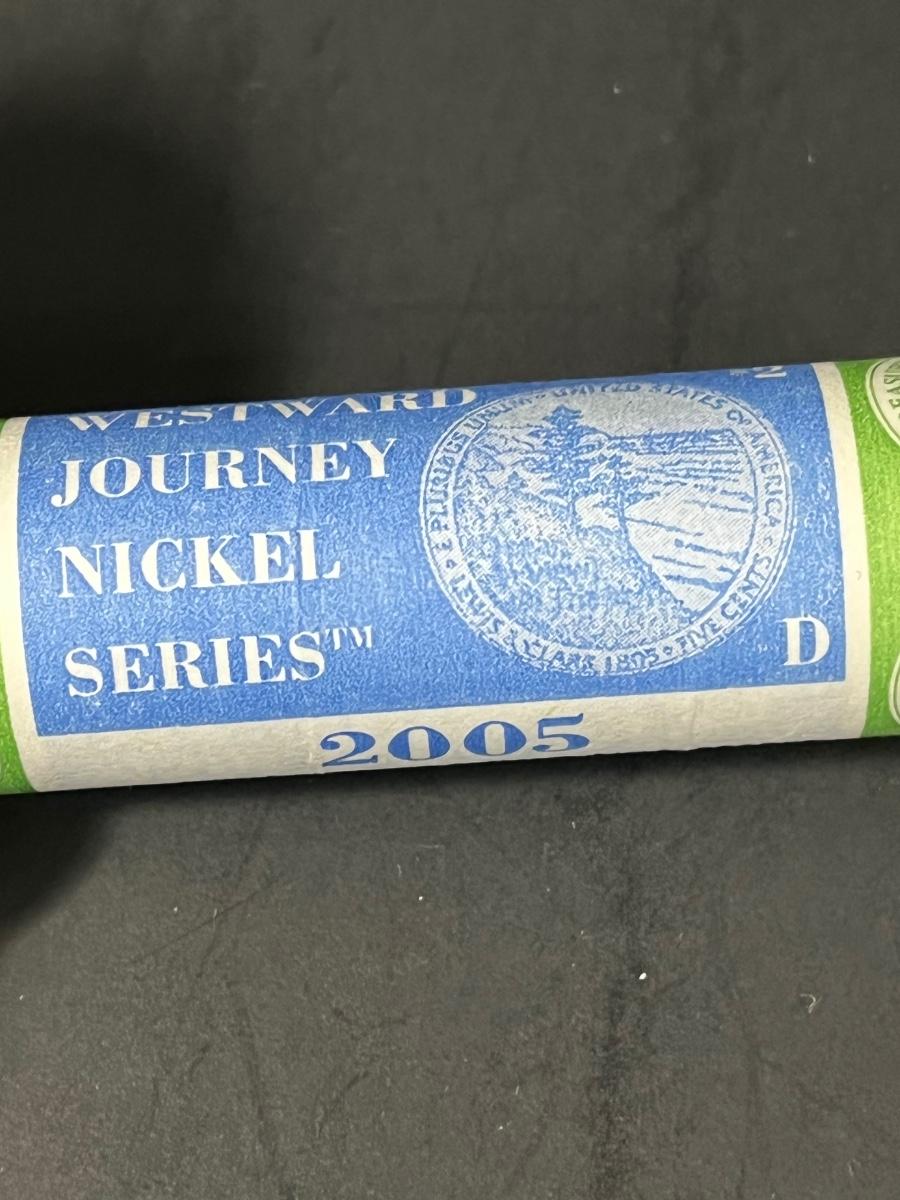 WESTWARD
JOURNEY
NICKEL
SERIES™
E PLURIBUS UNUM • UNITED STATES OF AMERICA
LEWIS & CLARK 1805 • FIVE CENTS
D
2005